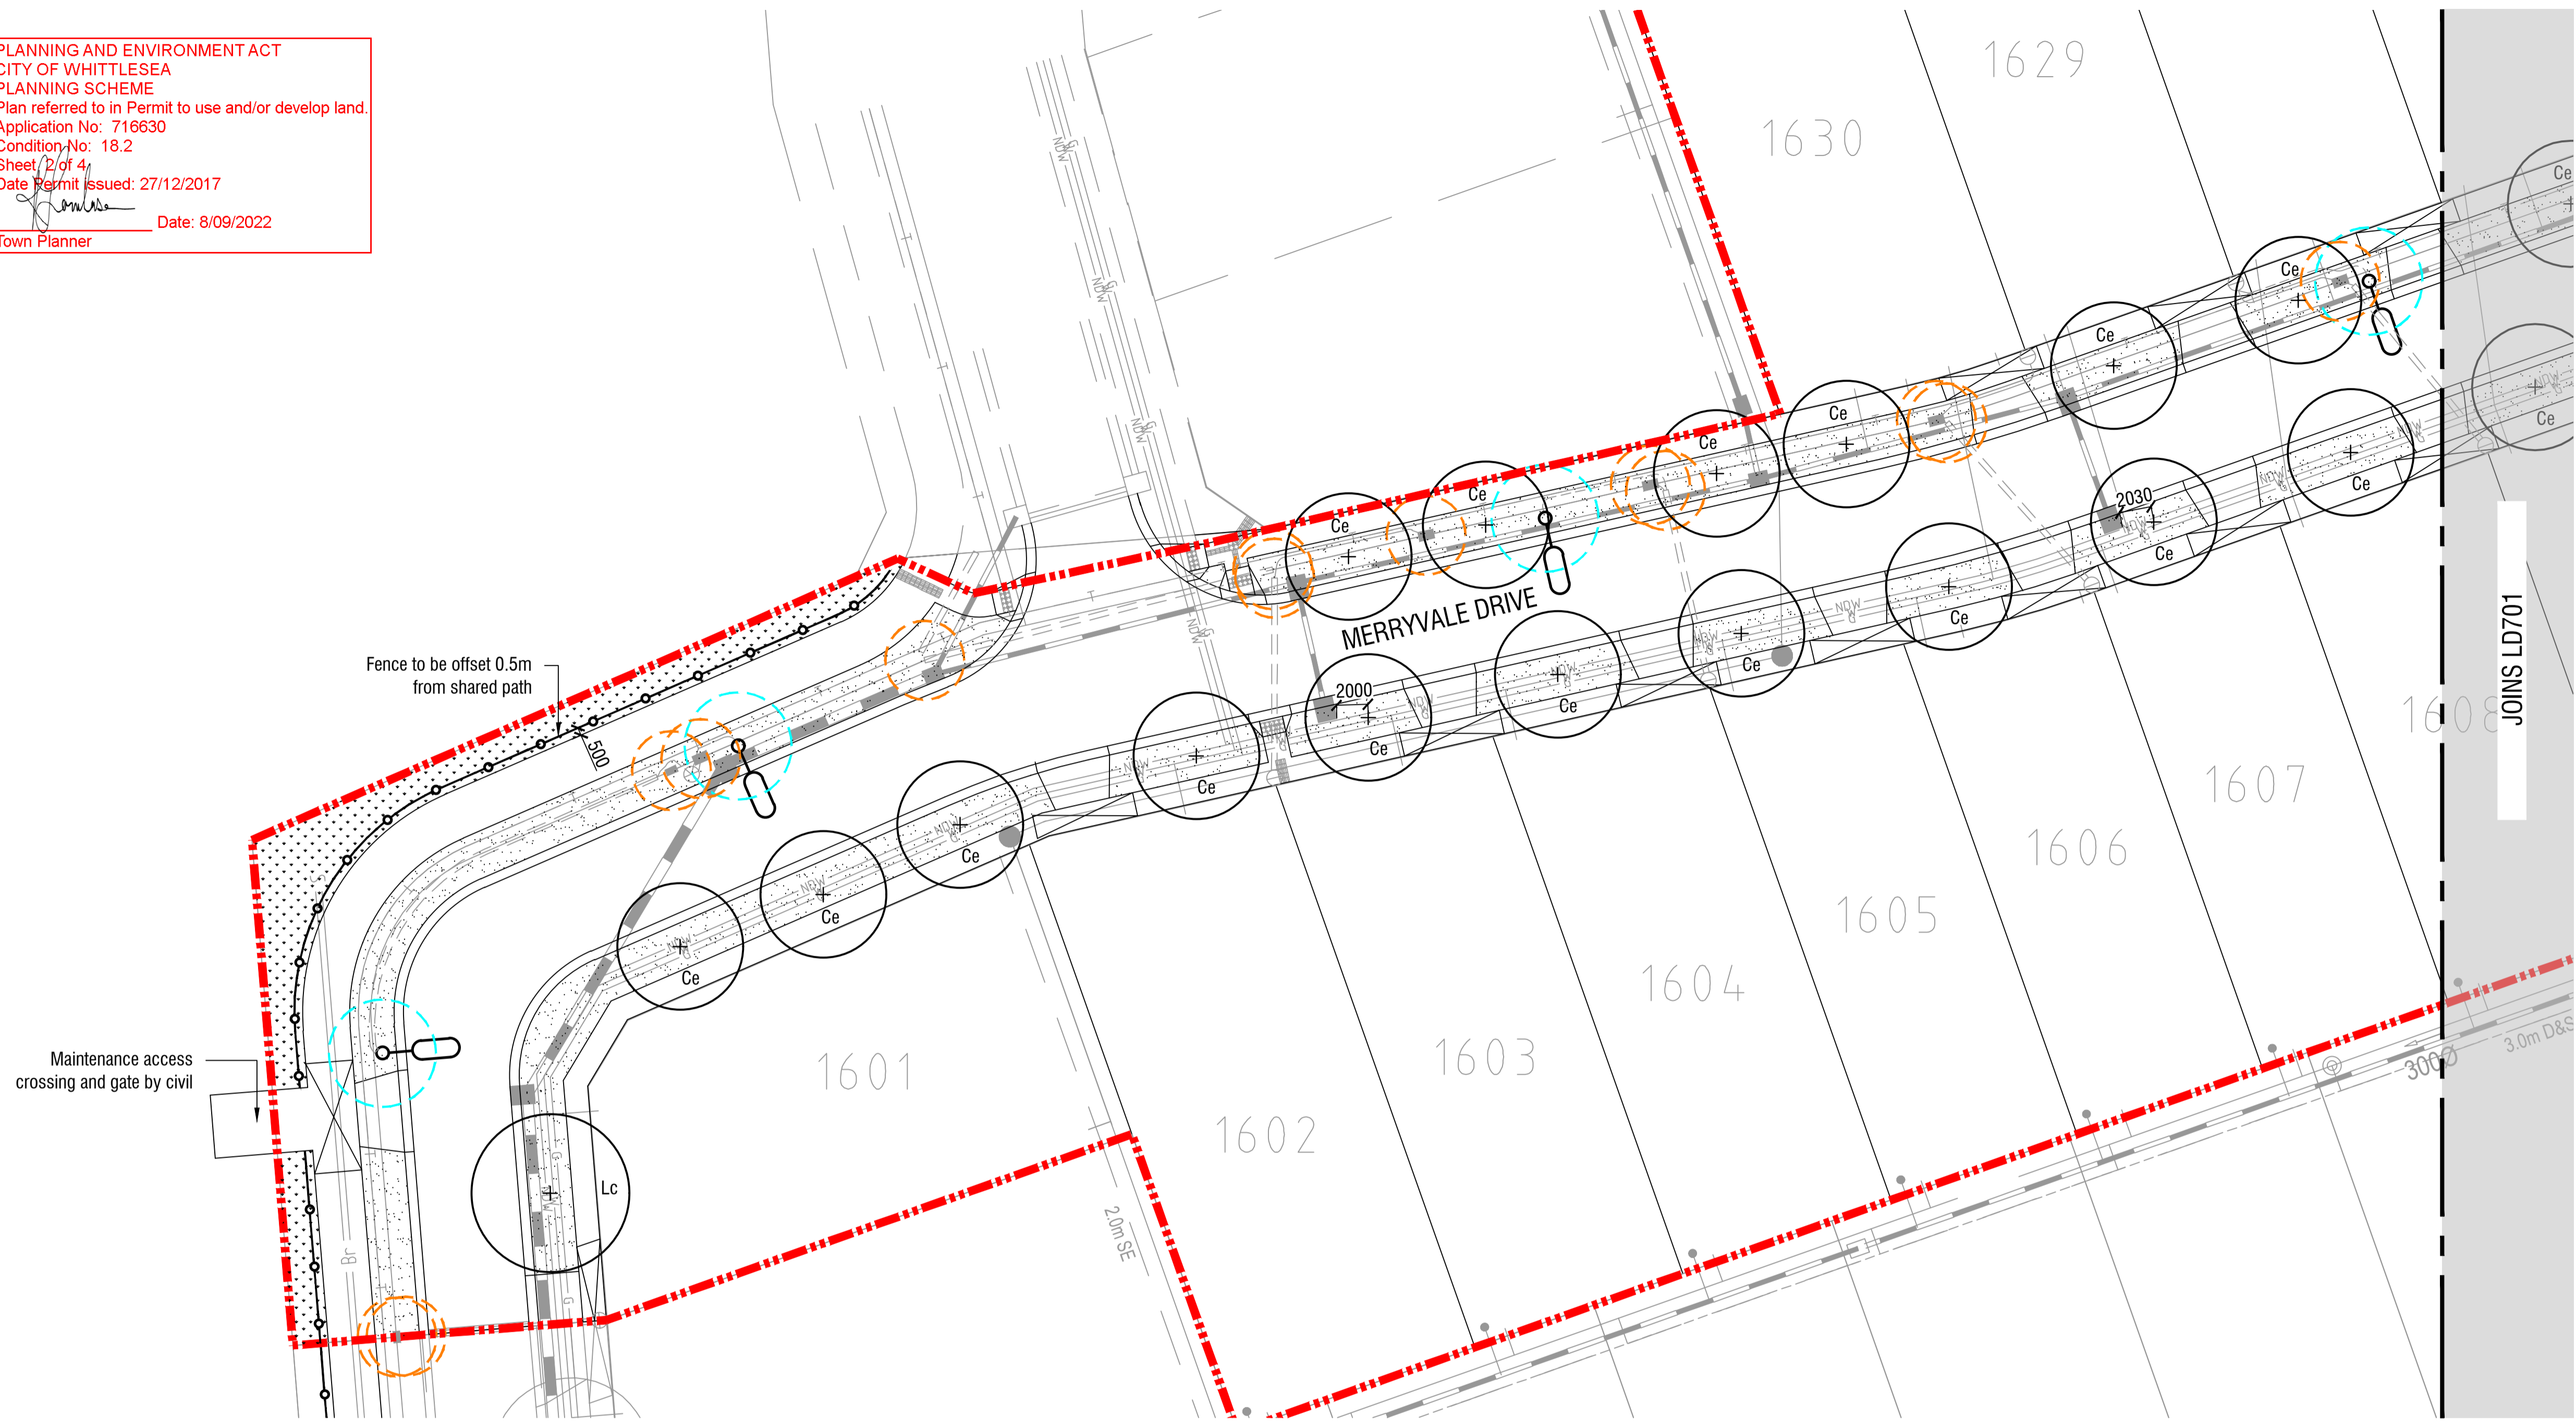 PLANNING AND ENVIRONMENT ACT
CITY OF WHITTLESEA
PLANNING SCHEME
Plan referred to in Permit to use and/or develop land.
Application No: 716630
Condition No: 18.2
Sheet 2 of 4
Date Permit Issued: 27/12/2017
Date: 8/09/2022
Town Planner
1629
1630
Ce
Ce
Ce
Ce
Ce
Ce
Ce
Ce
2030
Ce
Ce
Ce
MERRYVALE DRIVE
Ce
Ce
2000
Ce
Ce
Ce
Ce
Ce
Ce
Fence to be offset 0.5m
from shared path
500
JOINS LD701
1608
1607
1606
1605
1604
1603
1602
1601
Maintenance access
crossing and gate by civil
Lc
Br
2.0m SE
300Ø
3.0m D&S